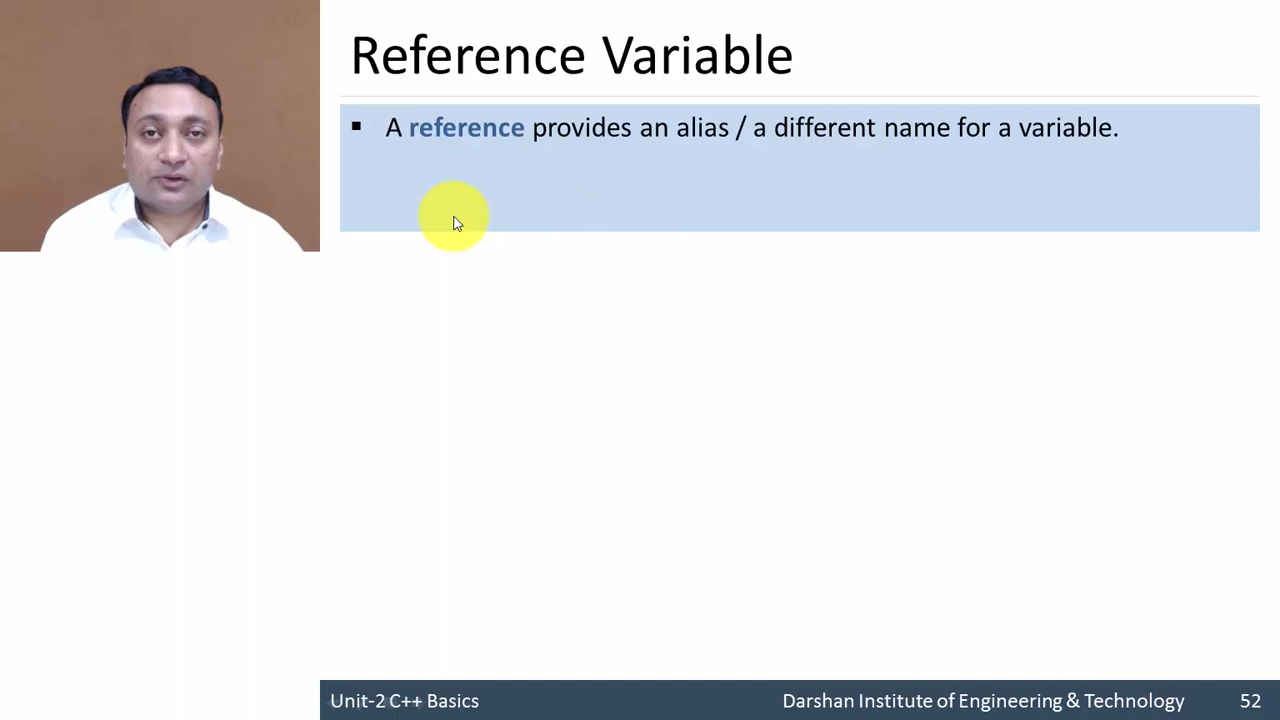 Reference Variable
▪ A reference provides an alias / a different name for a variable.
Unit-2 C++ Basics
Darshan Institute of Engineering & Technology
52